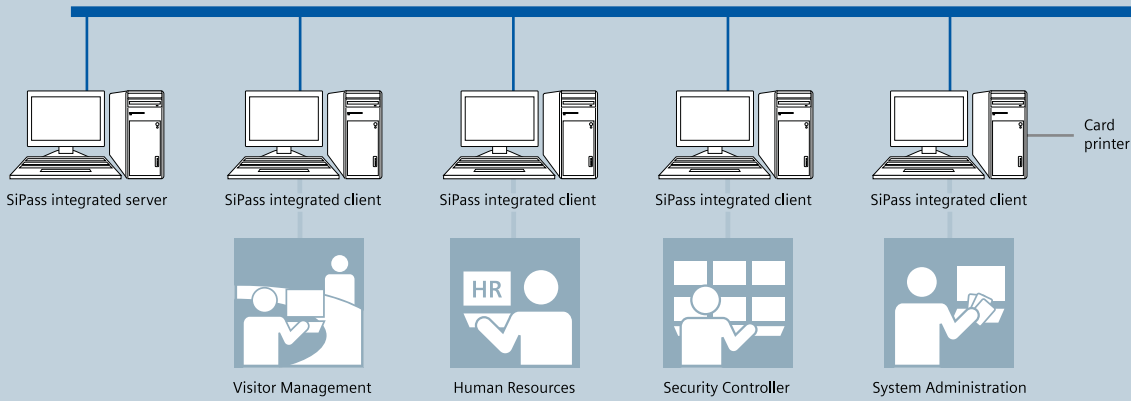 Card
printer
SiPass integrated server
SiPass integrated client
SiPass integrated client
SiPass integrated client
SiPass integrated client
HR
Visitor Management
Human Resources
Security Controller
System Administration